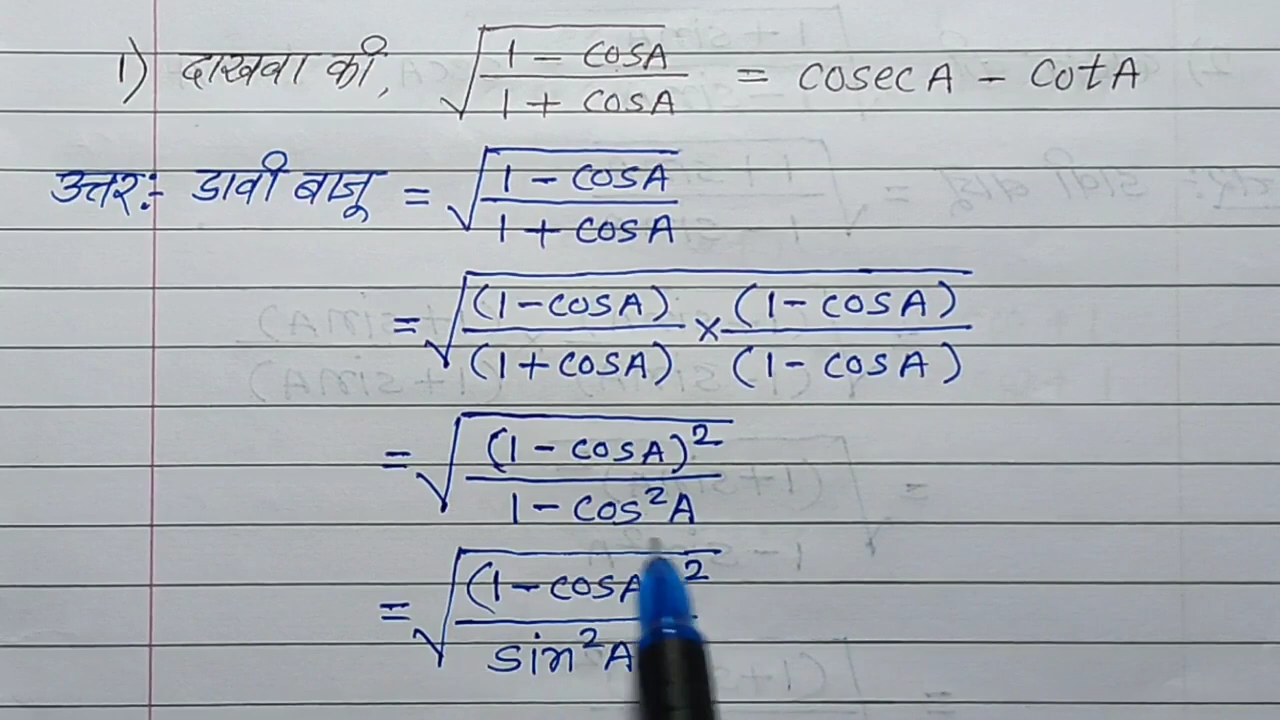 1) दाखवा की, √(1 - cosA / 1 + cosA) = cosecA - cotA
उत्तर:- डावी बाजू = √(1 - cosA / 1 + cosA)
= √((1-cosA) / (1+cosA) × (1-cosA) / (1-cosA))
= √((1-cosA)² / 1-cos²A)
= √((1-cosA)² / sin²A)